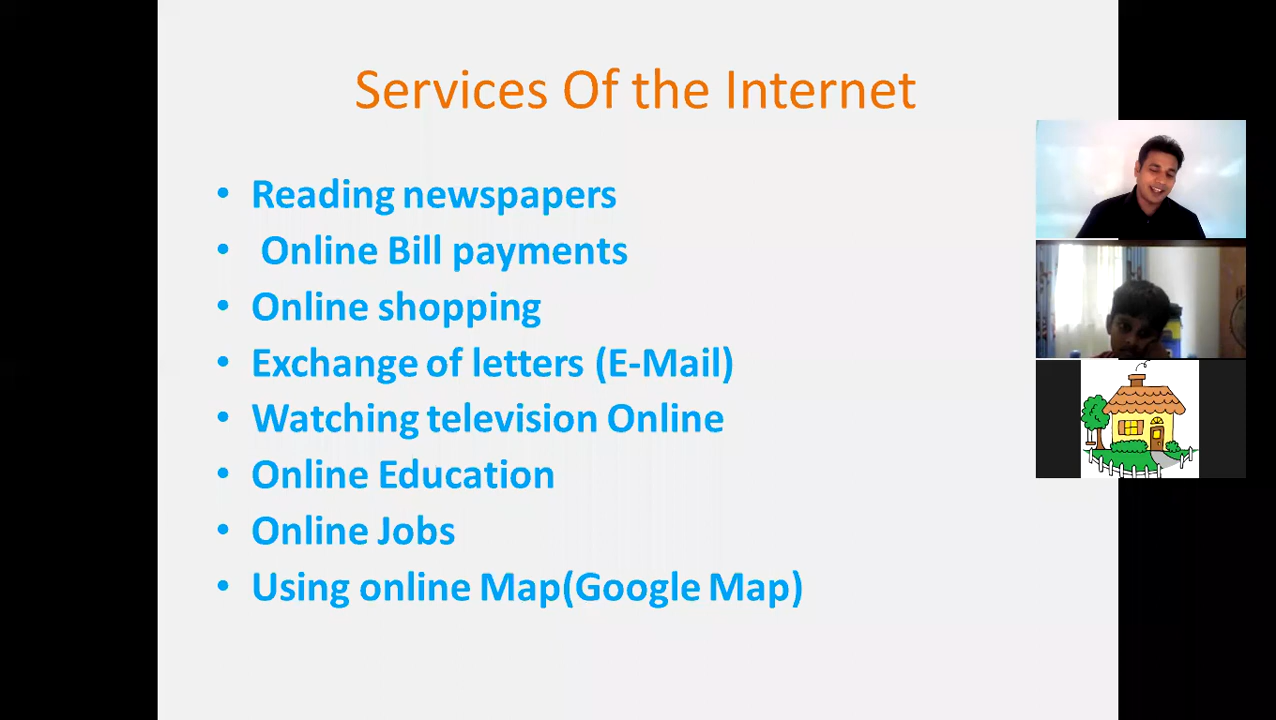 Services Of the Internet
• Reading newspapers
• Online Bill payments
• Online shopping
• Exchange of letters (E-Mail)
• Watching television Online
• Online Education
• Online Jobs
• Using online Map(Google Map)